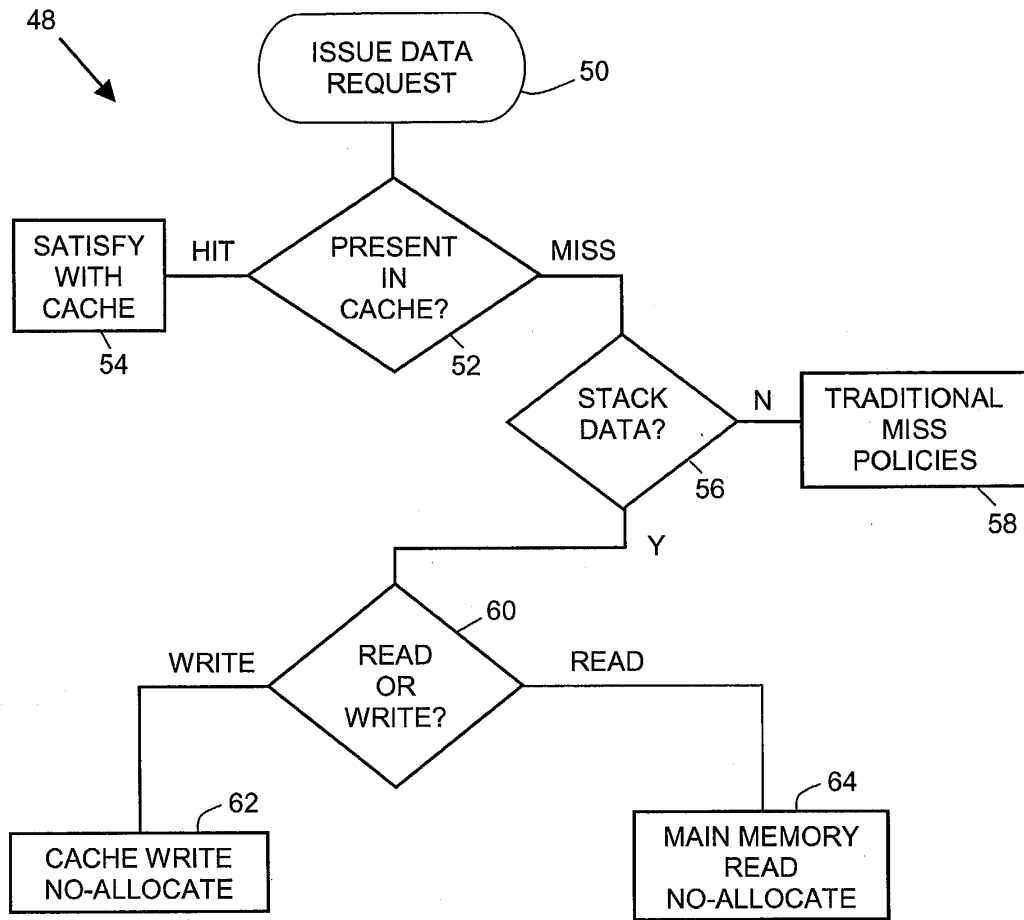 48
ISSUE DATA
REQUEST
50
SATISFY
WITH
CACHE
54
HIT
PRESENT
IN
CACHE?
52
MISS
STACK
DATA?
56
N
TRADITIONAL
MISS
POLICIES
58
Y
60
READ
OR
WRITE?
WRITE
READ
62
CACHE WRITE
NO-ALLOCATE
64
MAIN MEMORY
READ
NO-ALLOCATE